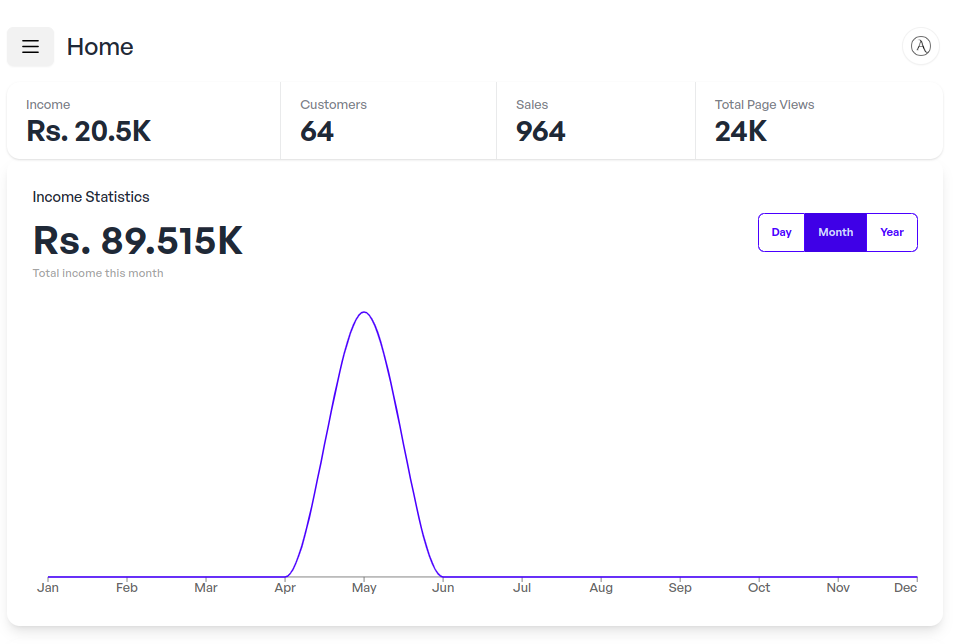 Home
Income
Rs. 20.5K
Customers
64
Sales
964
Total Page Views
24K
Income Statistics
Rs. 89.515K
Total income this month
Day Month Year
Jan Feb Mar Apr May Jun Jul Aug Sep Oct Nov Dec